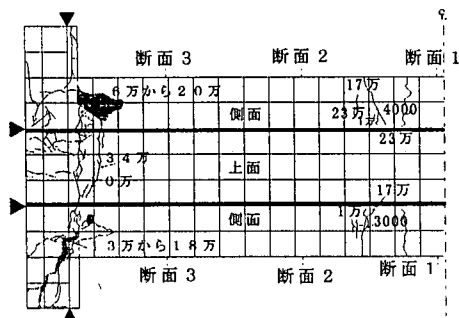 ℄
断面3 断面2 断面1
6万から20万
17万
側面
23万
1万
4000
23万
34万
上面
0万
17万
側面
1万
3000
3万から18万
断面3 断面2 断面1